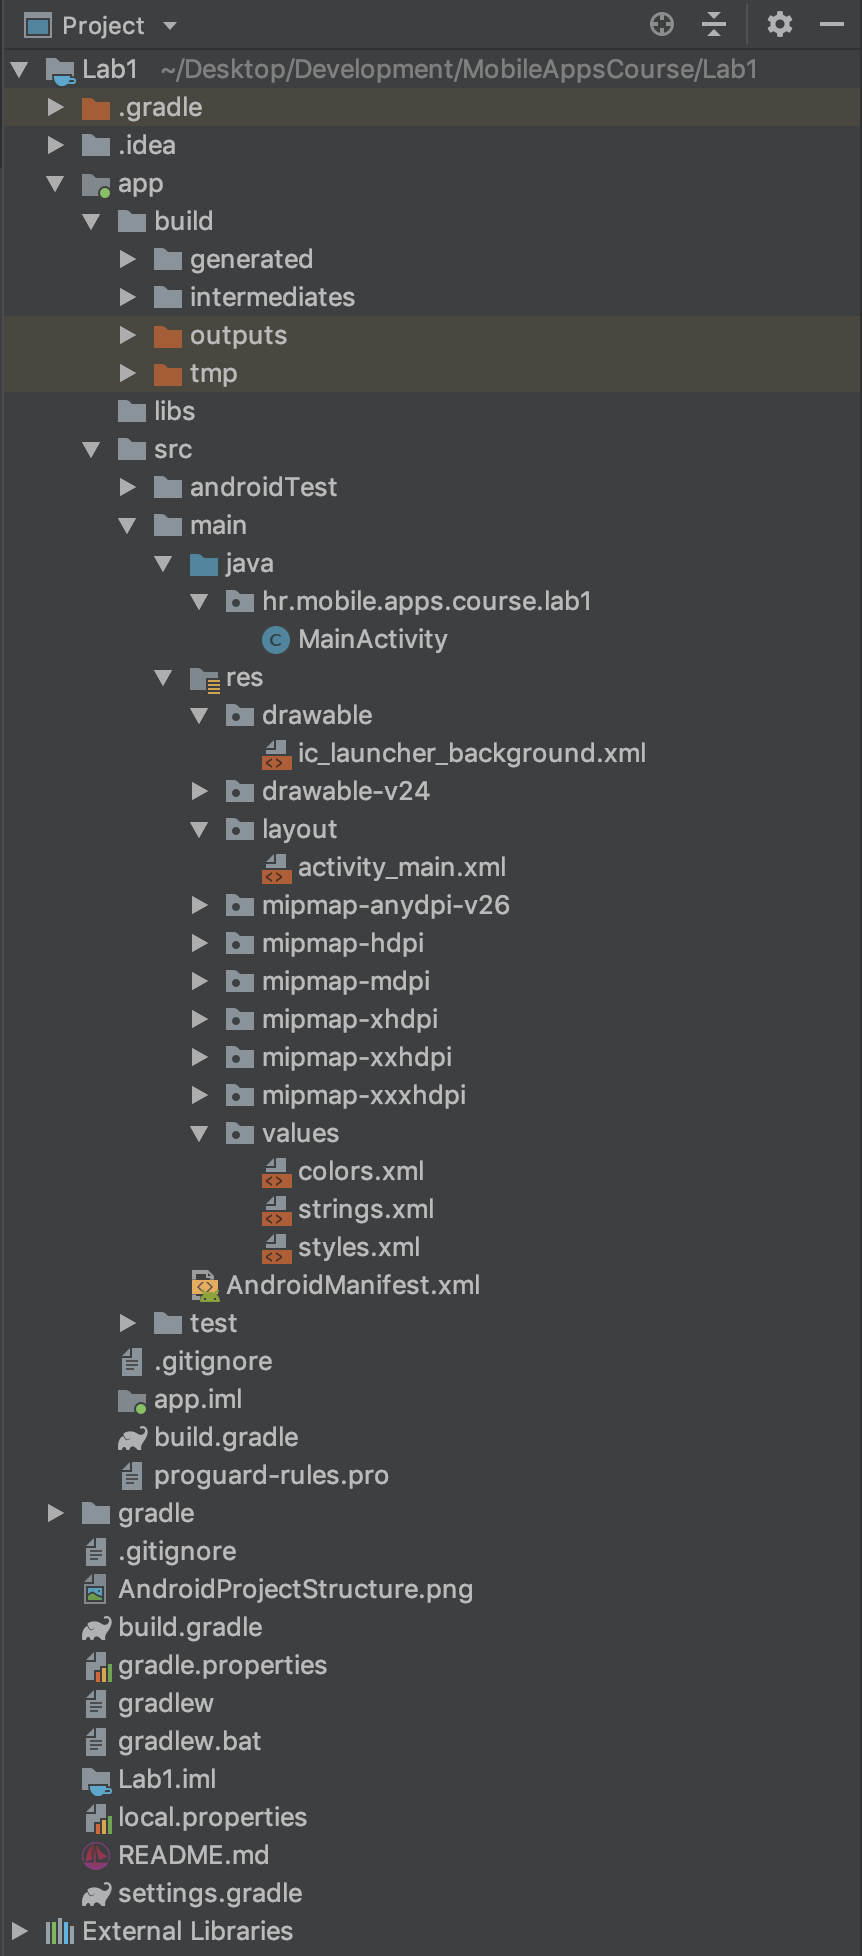 Project
Lab1 ~/Desktop/Development/MobileAppsCourse/Lab1
.gradle
.idea
app
build
generated
intermediates
outputs
tmp
libs
src
androidTest
main
java
hr.mobile.apps.course.lab1
C MainActivity
res
drawable
ic_launcher_background.xml
drawable-v24
layout
activity_main.xml
mipmap-anydpi-v26
mipmap-hdpi
mipmap-mdpi
mipmap-xhdpi
mipmap-xxhdpi
mipmap-xxxhdpi
values
colors.xml
strings.xml
styles.xml
AndroidManifest.xml
test
.gitignore
app.iml
build.gradle
proguard-rules.pro
gradle
.gitignore
AndroidProjectStructure.png
build.gradle
gradle.properties
gradlew
gradlew.bat
Lab1.iml
local.properties
README.md
settings.gradle
External Libraries